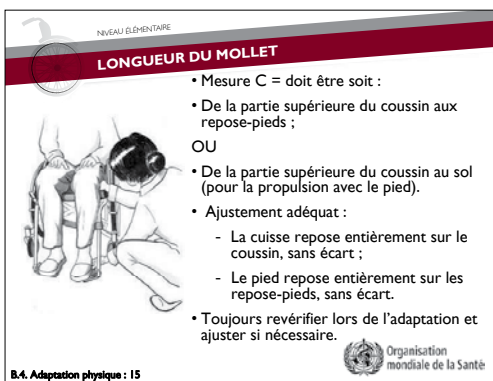 NIVEAU ÉLÉMENTAIRE
LONGUEUR DU MOLLET
• Mesure C = doit être soit :
• De la partie supérieure du coussin aux
repose-pieds ;
OU
• De la partie supérieure du coussin au sol
(pour la propulsion avec le pied).
• Ajustement adéquat :
- La cuisse repose entièrement sur le
coussin, sans écart ;
- Le pied repose entièrement sur les
repose-pieds, sans écart.
• Toujours revérifier lors de l'adaptation et
ajuster si nécessaire.
Organisation
mondiale de la Santé
B.4. Adaptation physique : 15